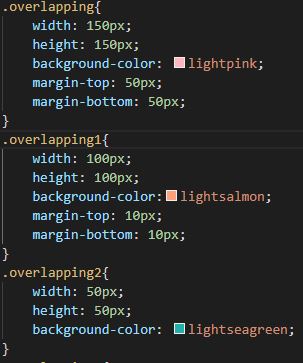 .overlapping{
    width: 150px;
    height: 150px;
    background-color: lightpink;
    margin-top: 50px;
    margin-bottom: 50px;
}
.overlapping1{
    width: 100px;
    height: 100px;
    background-color:lightsalmon;
    margin-top: 10px;
    margin-bottom: 10px;
}
.overlapping2{
    width: 50px;
    height: 50px;
    background-color: lightseagreen;
}